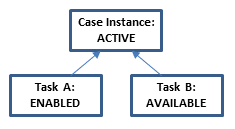 Case Instance:
ACTIVE
Task A:
ENABLED
Task B:
AVAILABLE